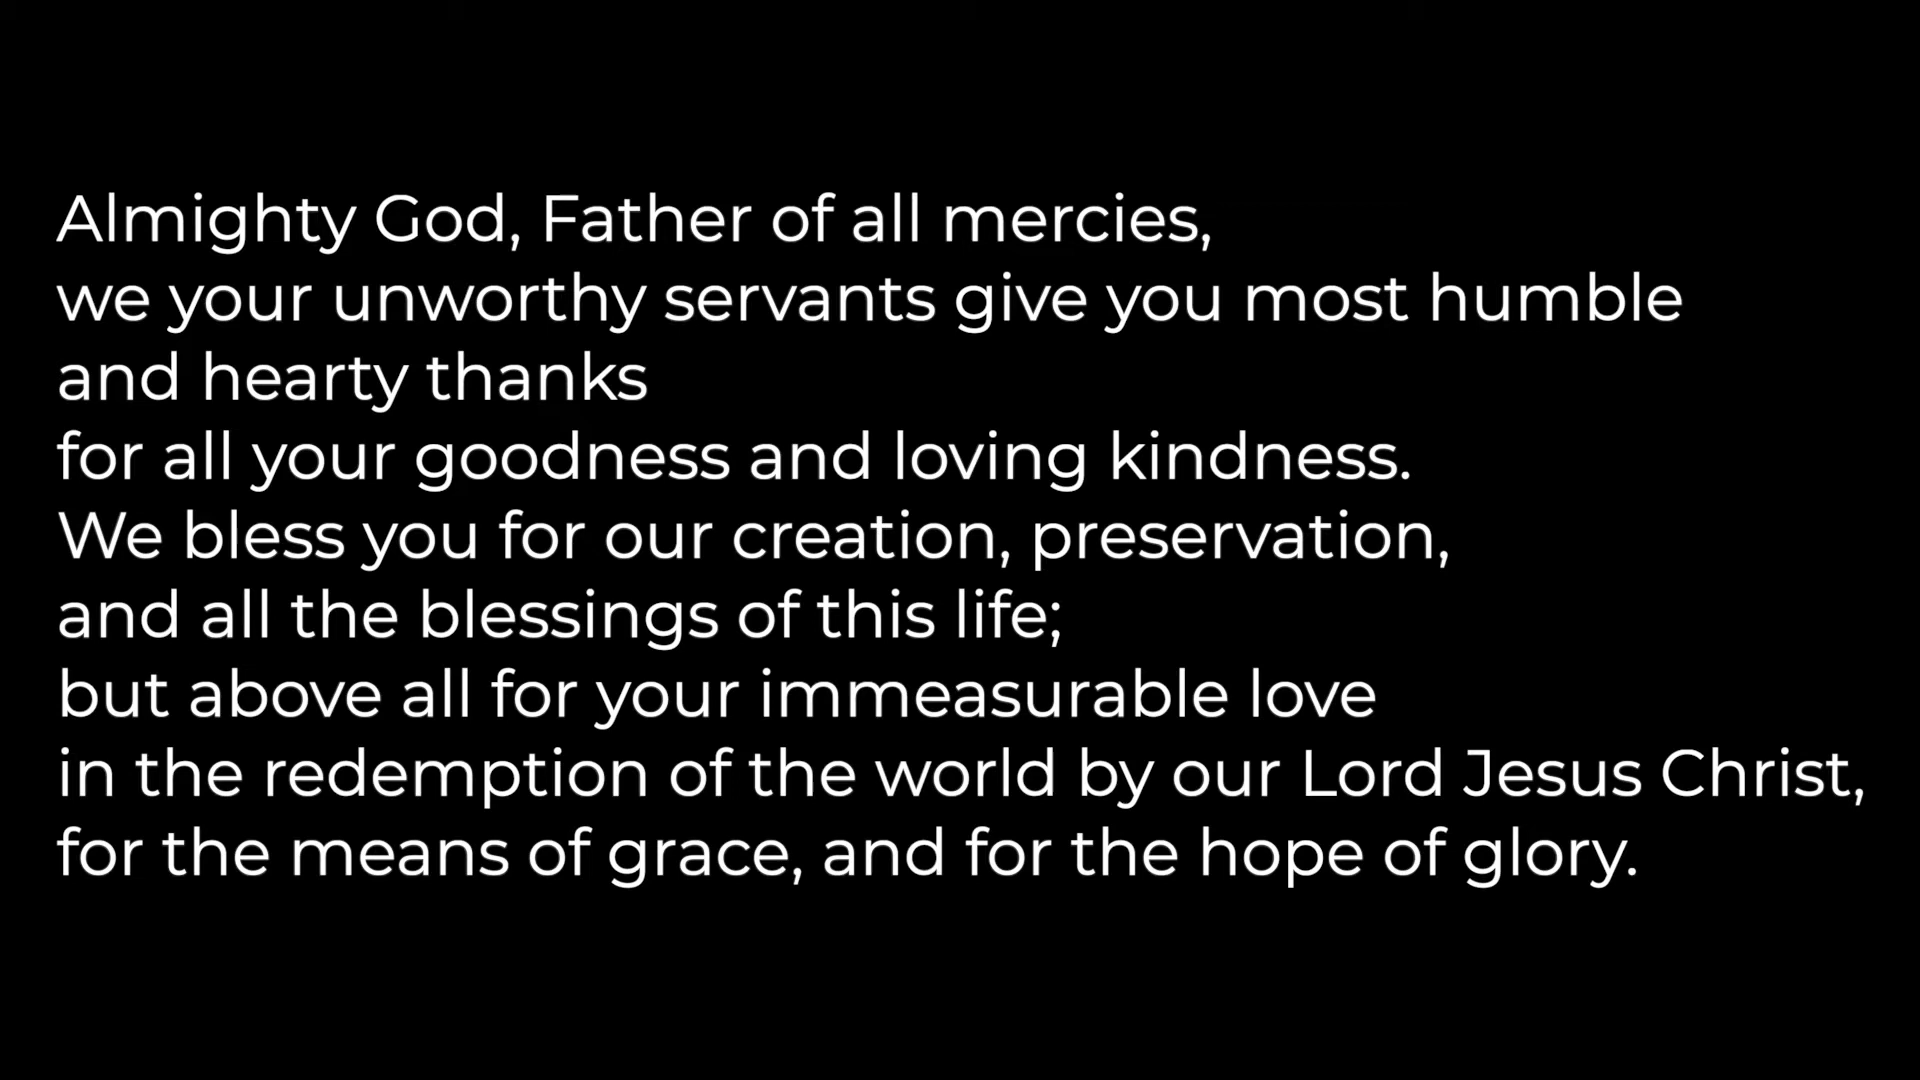 Almighty God, Father of all mercies,
we your unworthy servants give you most humble
and hearty thanks
for all your goodness and loving kindness.
We bless you for our creation, preservation,
and all the blessings of this life;
but above all for your immeasurable love
in the redemption of the world by our Lord Jesus Christ,
for the means of grace, and for the hope of glory.